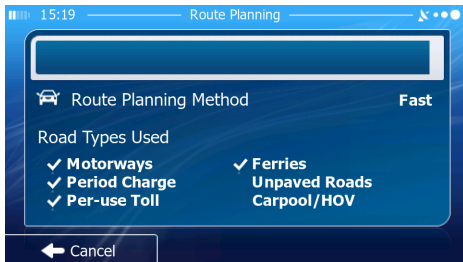 15:19 Route Planning
Route Planning Method Fast
Road Types Used
Motorways Ferries
Period Charge Unpaved Roads
Per-use Toll Carpool/HOV
Cancel